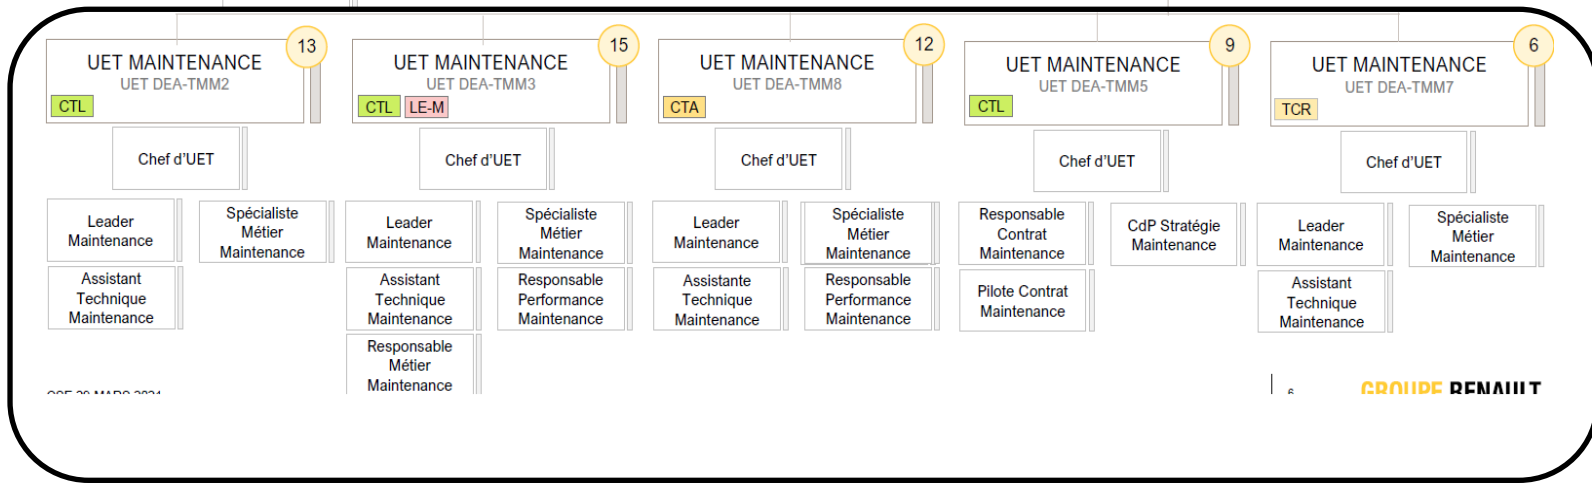 13
UET MAINTENANCE
UET DEA-TMM2
CTL
Chef d'UET
Leader
Maintenance
Spécialiste
Métier
Maintenance
Assistant
Technique
Maintenance
15
UET MAINTENANCE
UET DEA-TMM3
CTL LE-M
Chef d'UET
Leader
Maintenance
Spécialiste
Métier
Maintenance
Assistant
Technique
Maintenance
Responsable
Performance
Maintenance
Responsable
Métier
Maintenance
12
UET MAINTENANCE
UET DEA-TMM8
CTA
Chef d'UET
Leader
Maintenance
Spécialiste
Métier
Maintenance
Assistante
Technique
Maintenance
Responsable
Performance
Maintenance
9
UET MAINTENANCE
UET DEA-TMM5
CTL
Chef d'UET
Responsable
Contrat
Maintenance
CdP Stratégie
Maintenance
Pilote Contrat
Maintenance
6
UET MAINTENANCE
UET DEA-TMM7
TCR
Chef d'UET
Leader
Maintenance
Spécialiste
Métier
Maintenance
Assistant
Technique
Maintenance
6
GROUPE RENAULT